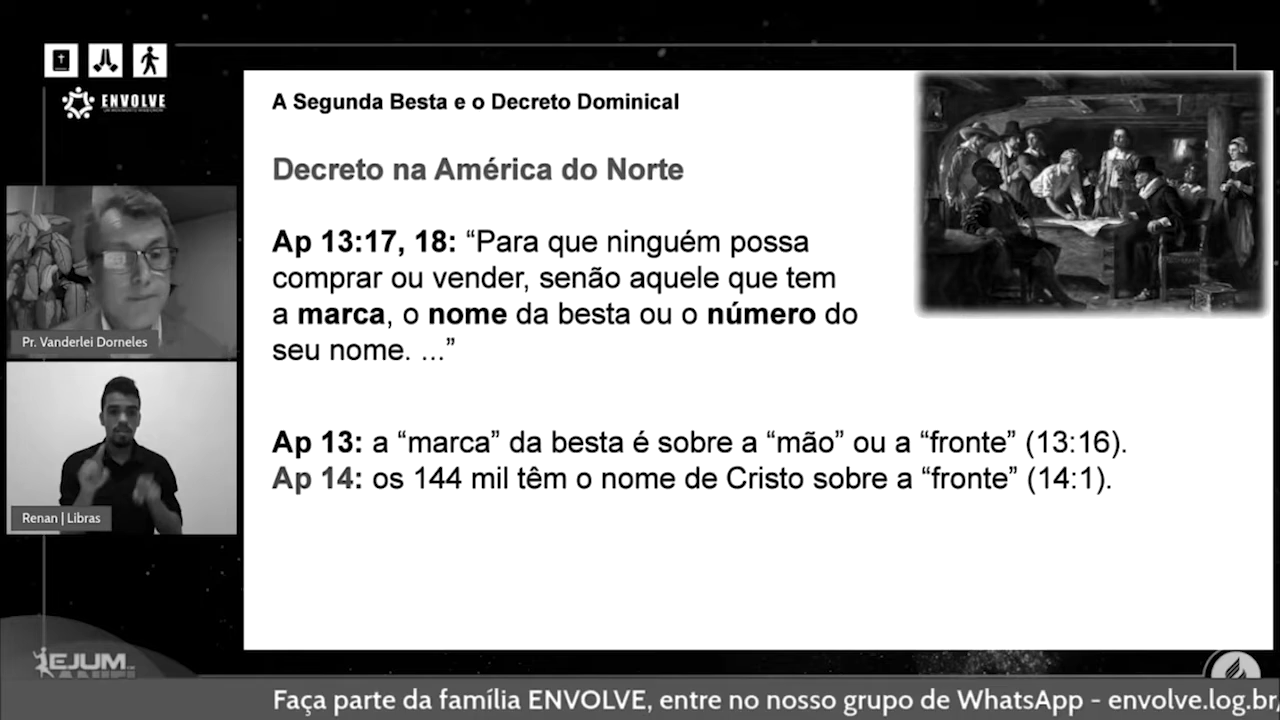 ENVOLVE
A Segunda Besta e o Decreto Dominical
Decreto na América do Norte
Ap 13:17, 18: “Para que ninguém possa
comprar ou vender, senão aquele que tem
a marca, o nome da besta ou o número do
seu nome. ...”
Pr. Vanderlei Dorneles
Ap 13: a “marca” da besta é sobre a “mão” ou a “fronte” (13:16).
Ap 14: os 144 mil têm o nome de Cristo sobre a “fronte” (14:1).
Renan | Libras
EJUM
Faça parte da família ENVOLVE, entre no nosso grupo de WhatsApp - envolve.log.br/